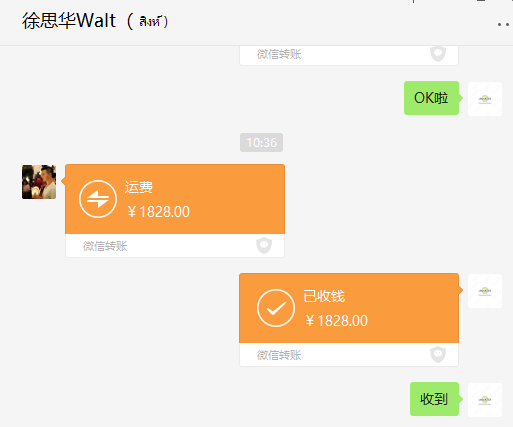 徐思华Walt（ สิงห์ ）
微信转账
OK啦
10:36
运费
￥1828.00
微信转账
已收钱
￥1828.00
微信转账
收到